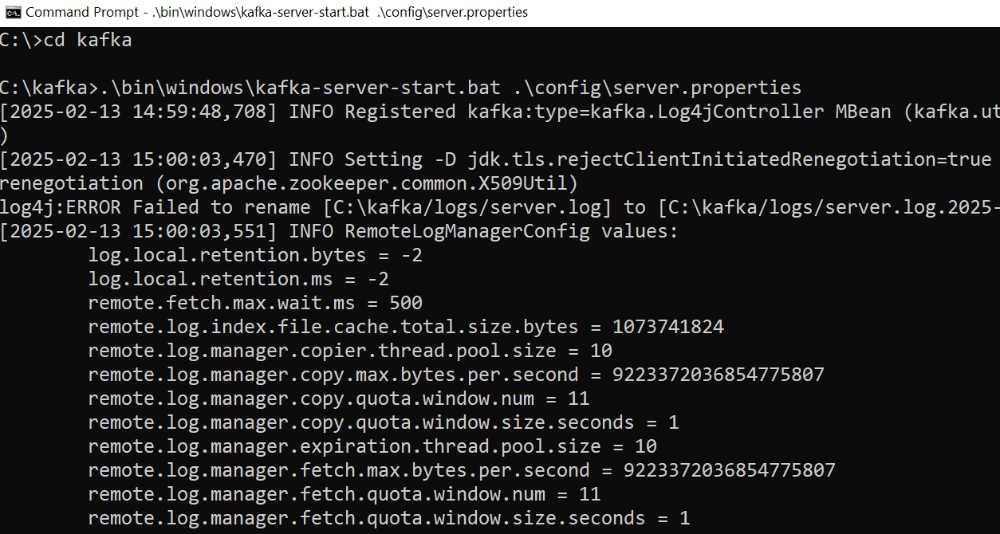 Command Prompt - .\bin\windows\kafka-server-start.bat .\config\server.properties
C:\>cd kafka
C:\kafka>.\bin\windows\kafka-server-start.bat .\config\server.properties
[2025-02-13 14:59:48,708] INFO Registered kafka:type=kafka.Log4jController MBean (kafka.ut
)
[2025-02-13 15:00:03,470] INFO Setting -D jdk.tls.rejectClientInitiatedRenegotiation=true
renegotiation (org.apache.zookeeper.common.X509Util)
log4j:ERROR Failed to rename [C:\kafka/logs/server.log] to [C:\kafka/logs/server.log.2025-
[2025-02-13 15:00:03,551] INFO RemoteLogManagerConfig values:
log.local.retention.bytes = -2
log.local.retention.ms = -2
remote.fetch.max.wait.ms = 500
remote.log.index.file.cache.total.size.bytes = 1073741824
remote.log.manager.copier.thread.pool.size = 10
remote.log.manager.copy.max.bytes.per.second = 9223372036854775807
remote.log.manager.copy.quota.window.num = 11
remote.log.manager.copy.quota.window.size.seconds = 1
remote.log.manager.expiration.thread.pool.size = 10
remote.log.manager.fetch.max.bytes.per.second = 9223372036854775807
remote.log.manager.fetch.quota.window.num = 11
remote.log.manager.fetch.quota.window.size.seconds = 1